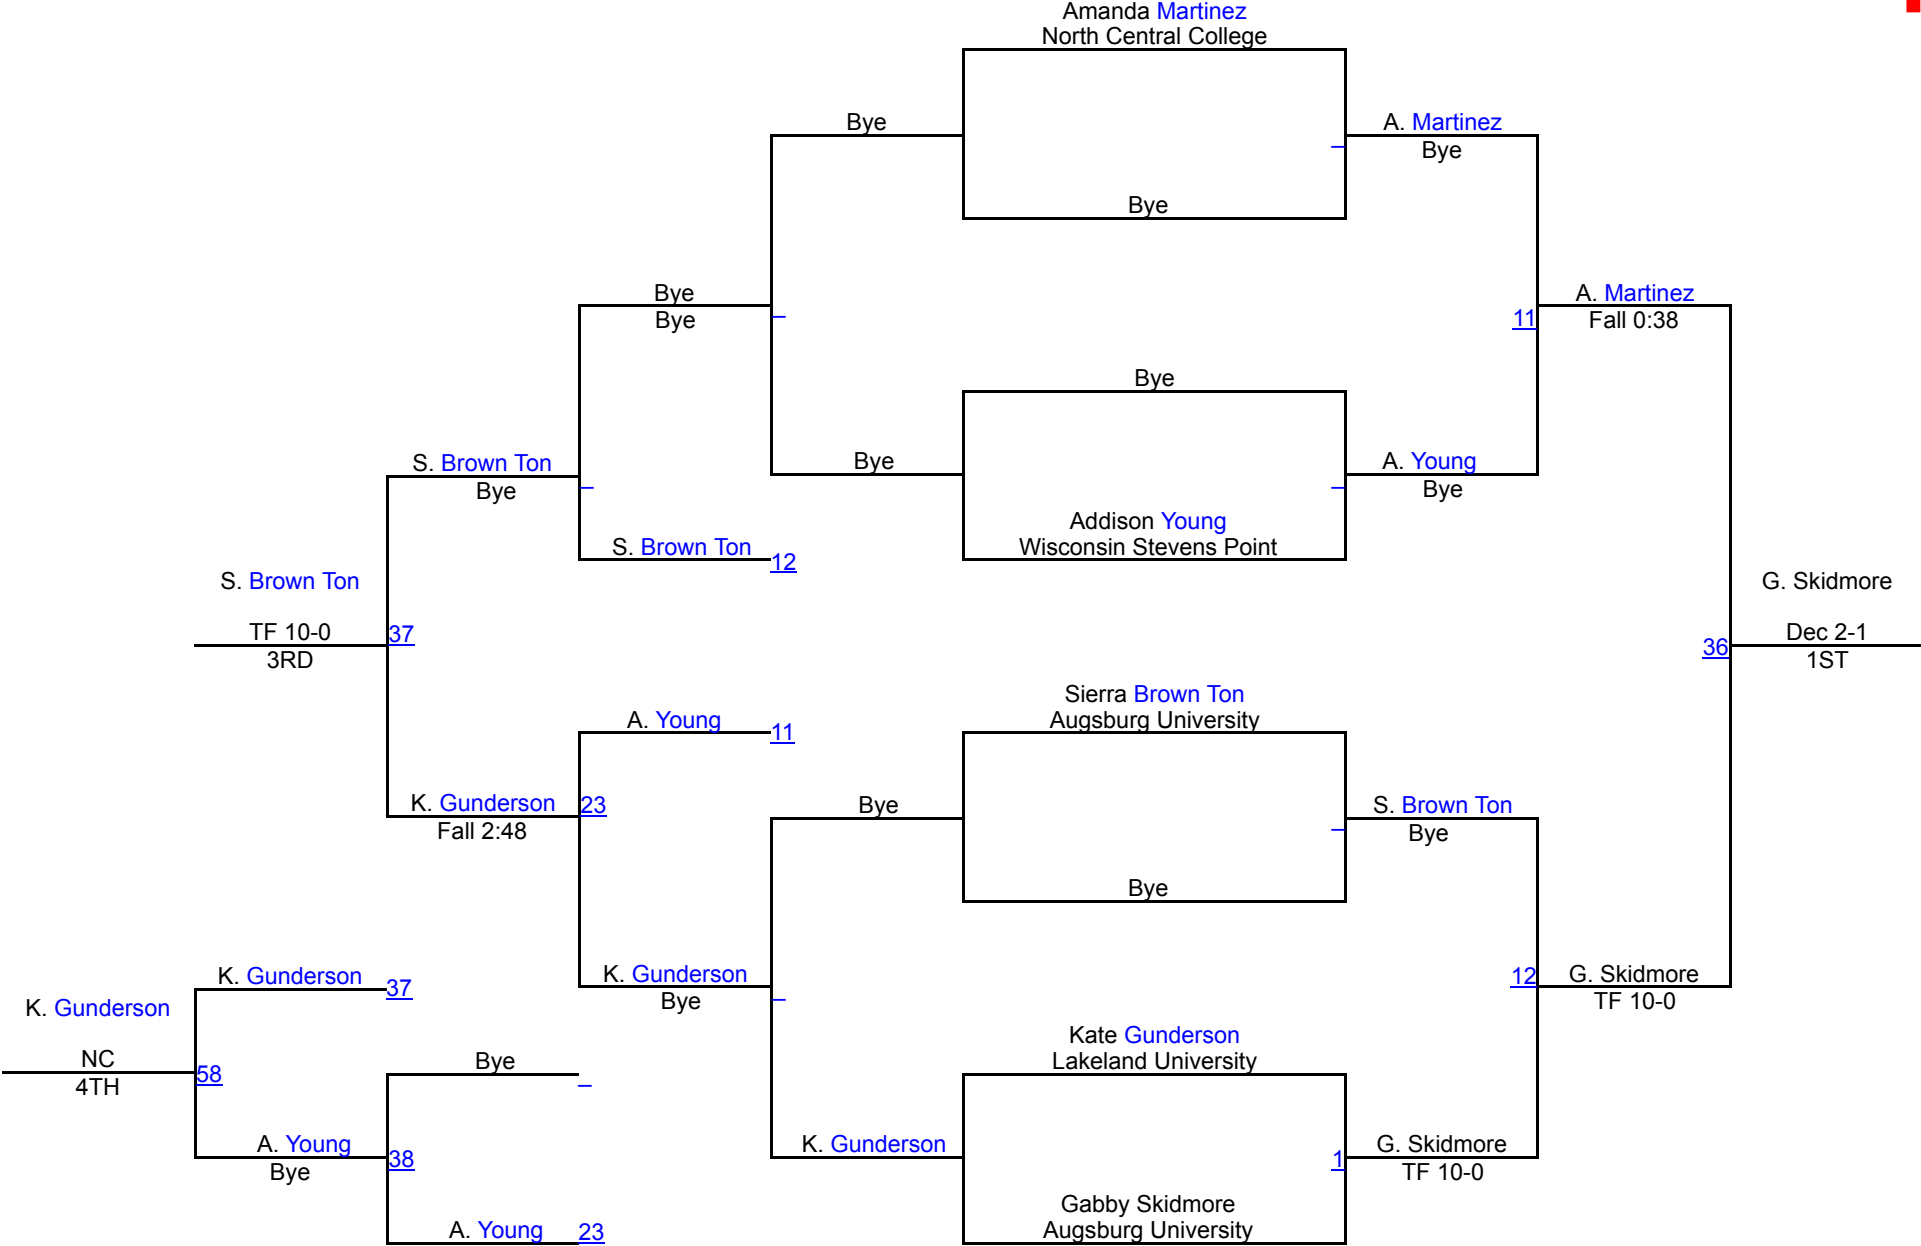 Amanda Martinez
North Central College
Bye
A. Martinez
Bye
Bye
Bye
Bye
A. Martinez
11
Fall 0:38
Bye
S. Brown Ton
Bye
Bye
A. Young
Bye
Addison Young
Wisconsin Stevens Point
S. Brown Ton
12
S. Brown Ton
TF 10-0
37
3RD
G. Skidmore
Dec 2-1
36
1ST
Sierra Brown Ton
Augsburg University
A. Young
11
K. Gunderson
23
Fall 2:48
Bye
S. Brown Ton
Bye
Bye
K. Gunderson
37
K. Gunderson
K. Gunderson
Bye
12
G. Skidmore
TF 10-0
Kate Gunderson
Lakeland University
NC
58
4TH
Bye
A. Young
Bye
38
K. Gunderson
1
G. Skidmore
TF 10-0
Gabby Skidmore
Augsburg University
A. Young
23